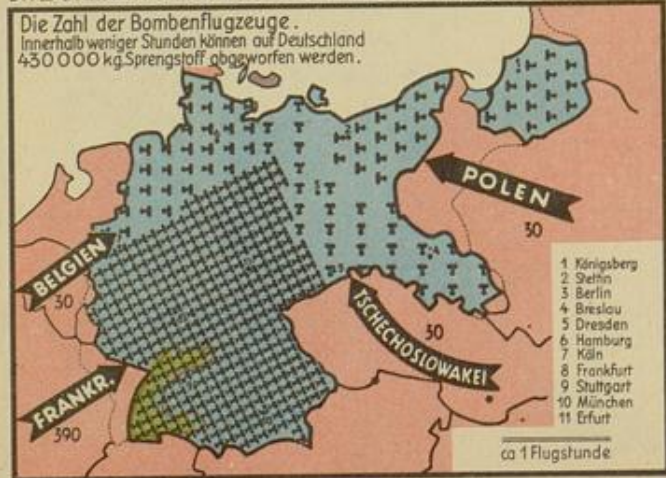 Die Zahl der Bombenflugzeuge.
Innerhalb weniger Stunden können auf Deutschland
430000 kg. Sprengstoff abgeworfen werden.
POLEN
30
BELGIEN
30
TSCHECHOSLOWAKEI
30
FRANKR.
390
1 Königsberg
2 Stettin
3 Berlin
4 Breslau
5 Dresden
6 Hamburg
7 Köln
8 Frankfurt
9 Stuttgart
10 München
11 Erfurt
ca 1 Flugstunde